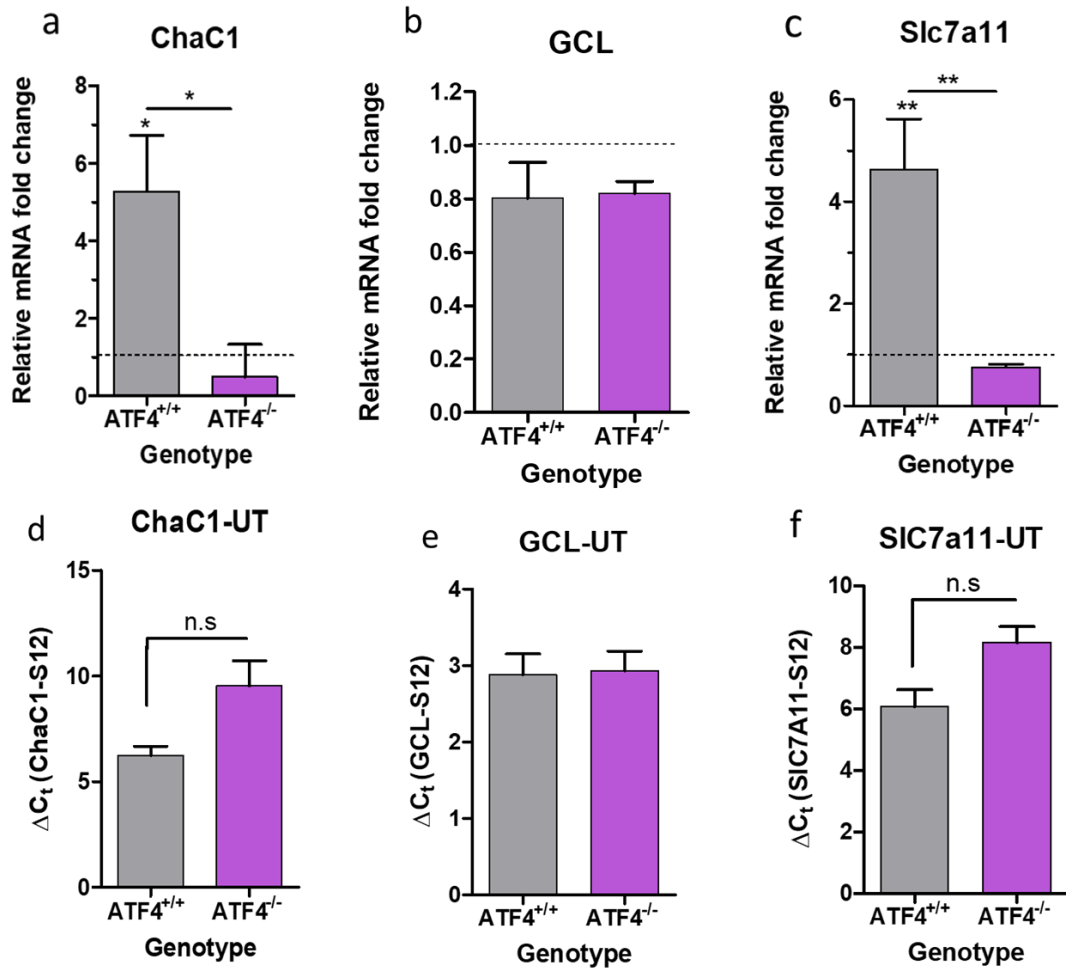 a
ChaC1
Relative mRNA fold change
8
6
4
2
0
*
*
ATF4+/+
ATF4-/-
Genotype
b
GCL
Relative mRNA fold change
1.2
1.0
0.8
0.6
0.4
0.2
0.0
ATF4+/+
ATF4-/-
Genotype
c
Slc7a11
Relative mRNA fold change
6
4
2
0
**
**
ATF4+/+
ATF4-/-
Genotype
d
ChaC1-UT
ΔCt (ChaC1-S12)
15
10
5
0
n.s
ATF4+/+
ATF4-/-
Genotype
e
GCL-UT
ΔCt (GCL-S12)
4
3
2
1
0
ATF4+/+
ATF4-/-
Genotype
f
SlC7a11-UT
ΔCt (SlC7A11-S12)
10
8
6
4
2
0
n.s
ATF4+/+
ATF4-/-
Genotype